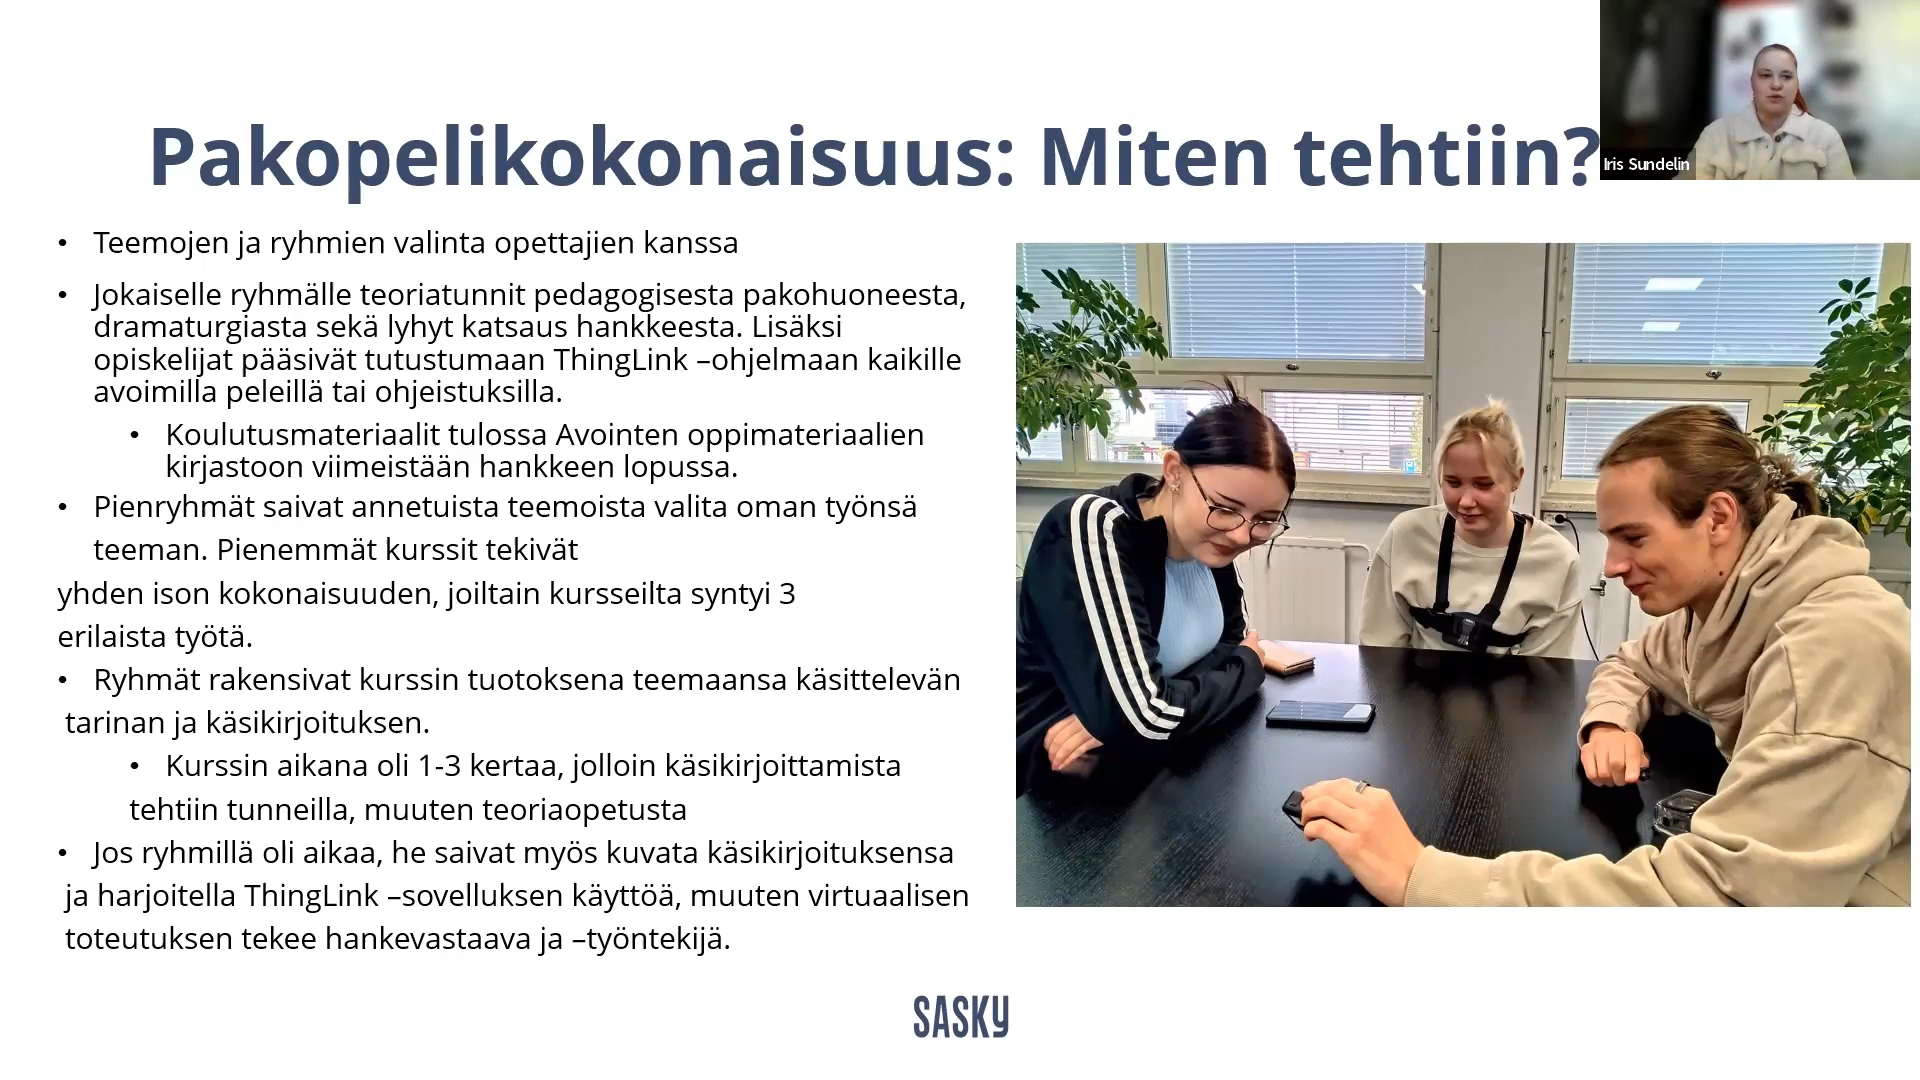 Pakopelikokonaisuus: Miten tehtiin?
Iris Sundelin
• Teemojen ja ryhmien valinta opettajien kanssa
• Jokaiselle ryhmälle teoriatunnit pedagogisesta pakohuoneesta,
dramaturgiasta sekä lyhyt katsaus hankkeesta. Lisäksi
opiskelijat pääsivät tutustumaan ThingLink –ohjelmaan kaikille
avoimilla peleillä tai ohjeistuksilla.
• Koulutusmateriaalit tulossa Avointen oppimateriaalien
kirjastoon viimeistään hankkeen lopussa.
• Pienryhmät saivat annetuista teemoista valita oman työnsä
teeman. Pienemmät kurssit tekivät
yhden ison kokonaisuuden, joiltain kursseilta syntyi 3
erilaista työtä.
• Ryhmät rakensivat kurssin tuotoksena teemaansa käsittelevän
tarinan ja käsikirjoituksen.
• Kurssin aikana oli 1-3 kertaa, jolloin käsikirjoittamista
tehtiin tunneilla, muuten teoriaopetusta
• Jos ryhmillä oli aikaa, he saivat myös kuvata käsikirjoituksensa
ja harjoitella ThingLink –sovelluksen käyttöä, muuten virtuaalisen
toteutuksen tekee hankevastaava ja –työntekijä.
SASKY